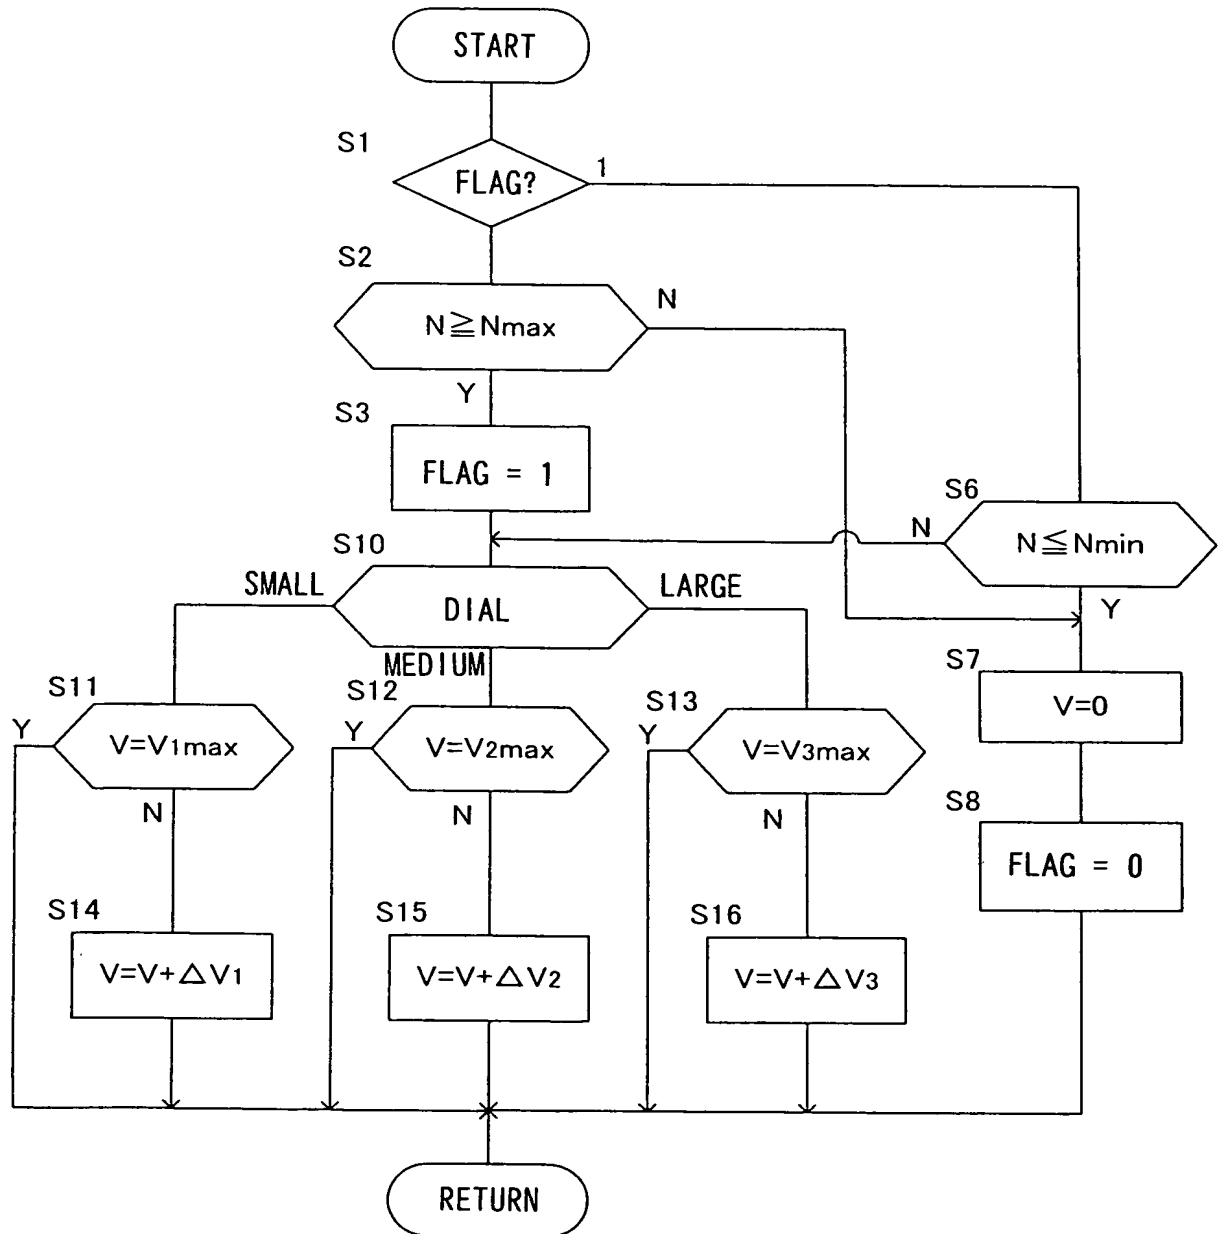 START
S1
FLAG?
1
S2
N≧Nmax
N
Y
S3
FLAG = 1
S6
N≦Nmin
N
Y
S10
DIAL
SMALL
LARGE
MEDIUM
S11
V=V1max
Y
N
S12
V=V2max
Y
N
S13
V=V3max
Y
N
S7
V=0
S8
FLAG = 0
S14
V=V+△V1
S15
V=V+△V2
S16
V=V+△V3
RETURN